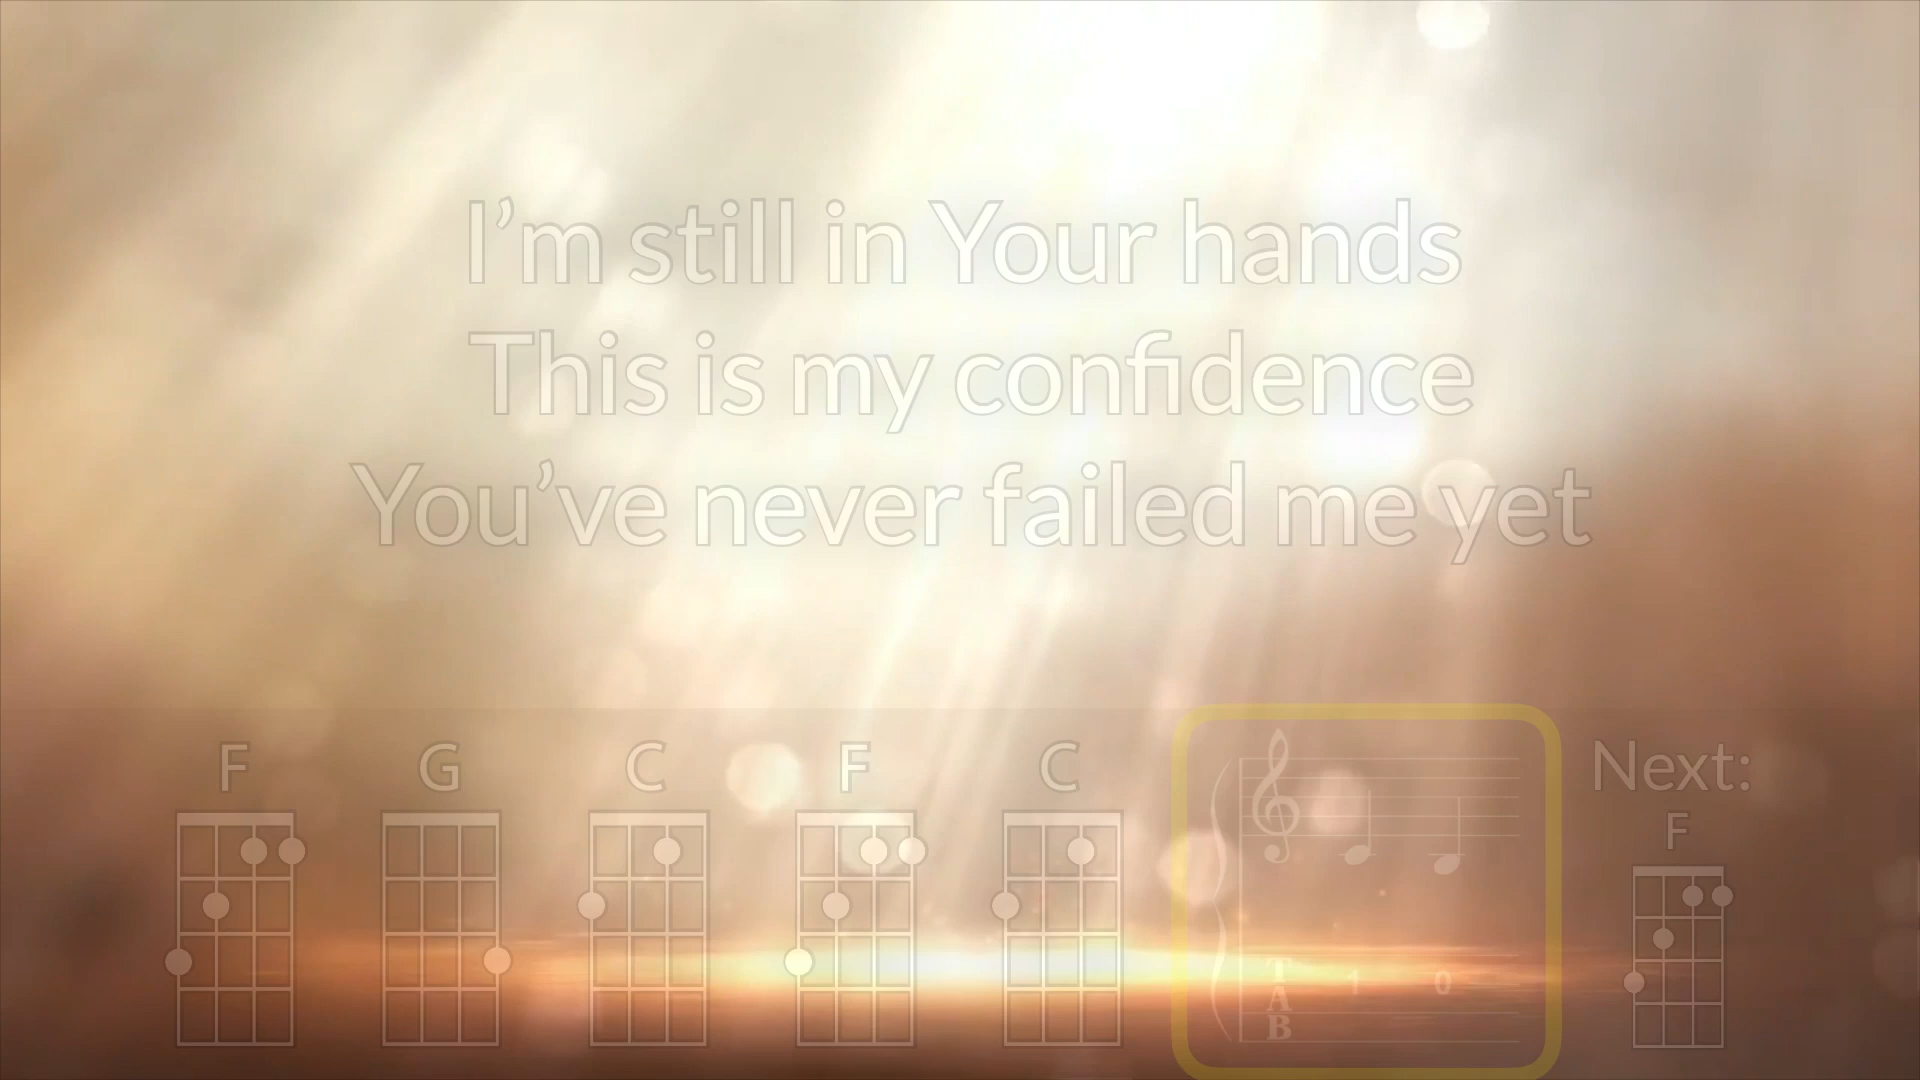 I’m still in Your hands
This is my confidence
You’ve never failed me yet
F G C F C Next:
F
T
A
B
1 0